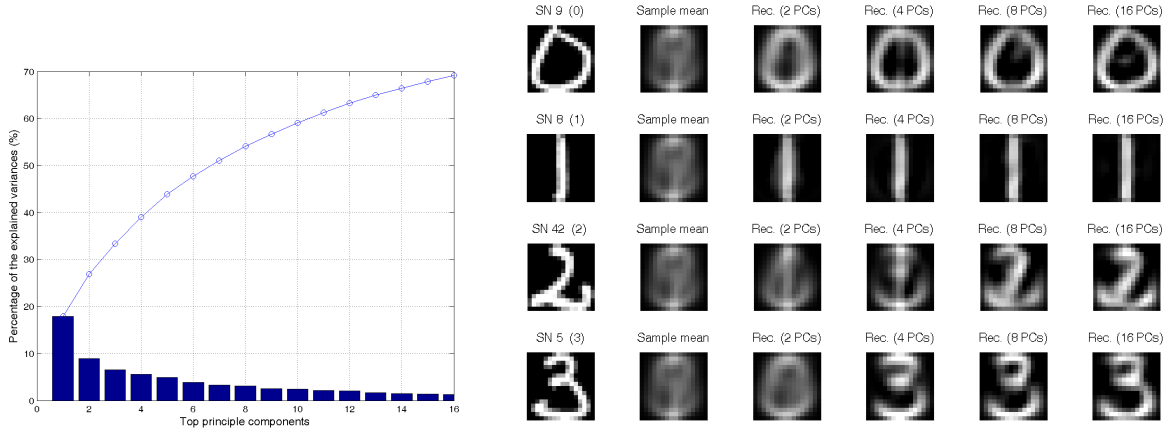 70
60
50
40
30
20
10
0
Percentage of the explained variances (%)
0 2 4 6 8 10 12 14 16
Top principle components
SN 9 (0) Sample mean Rec. (2 PCs) Rec. (4 PCs) Rec. (8 PCs) Rec. (16 PCs)
SN 8 (1) Sample mean Rec. (2 PCs) Rec. (4 PCs) Rec. (8 PCs) Rec. (16 PCs)
SN 42 (2) Sample mean Rec. (2 PCs) Rec. (4 PCs) Rec. (8 PCs) Rec. (16 PCs)
SN 5 (3) Sample mean Rec. (2 PCs) Rec. (4 PCs) Rec. (8 PCs) Rec. (16 PCs)